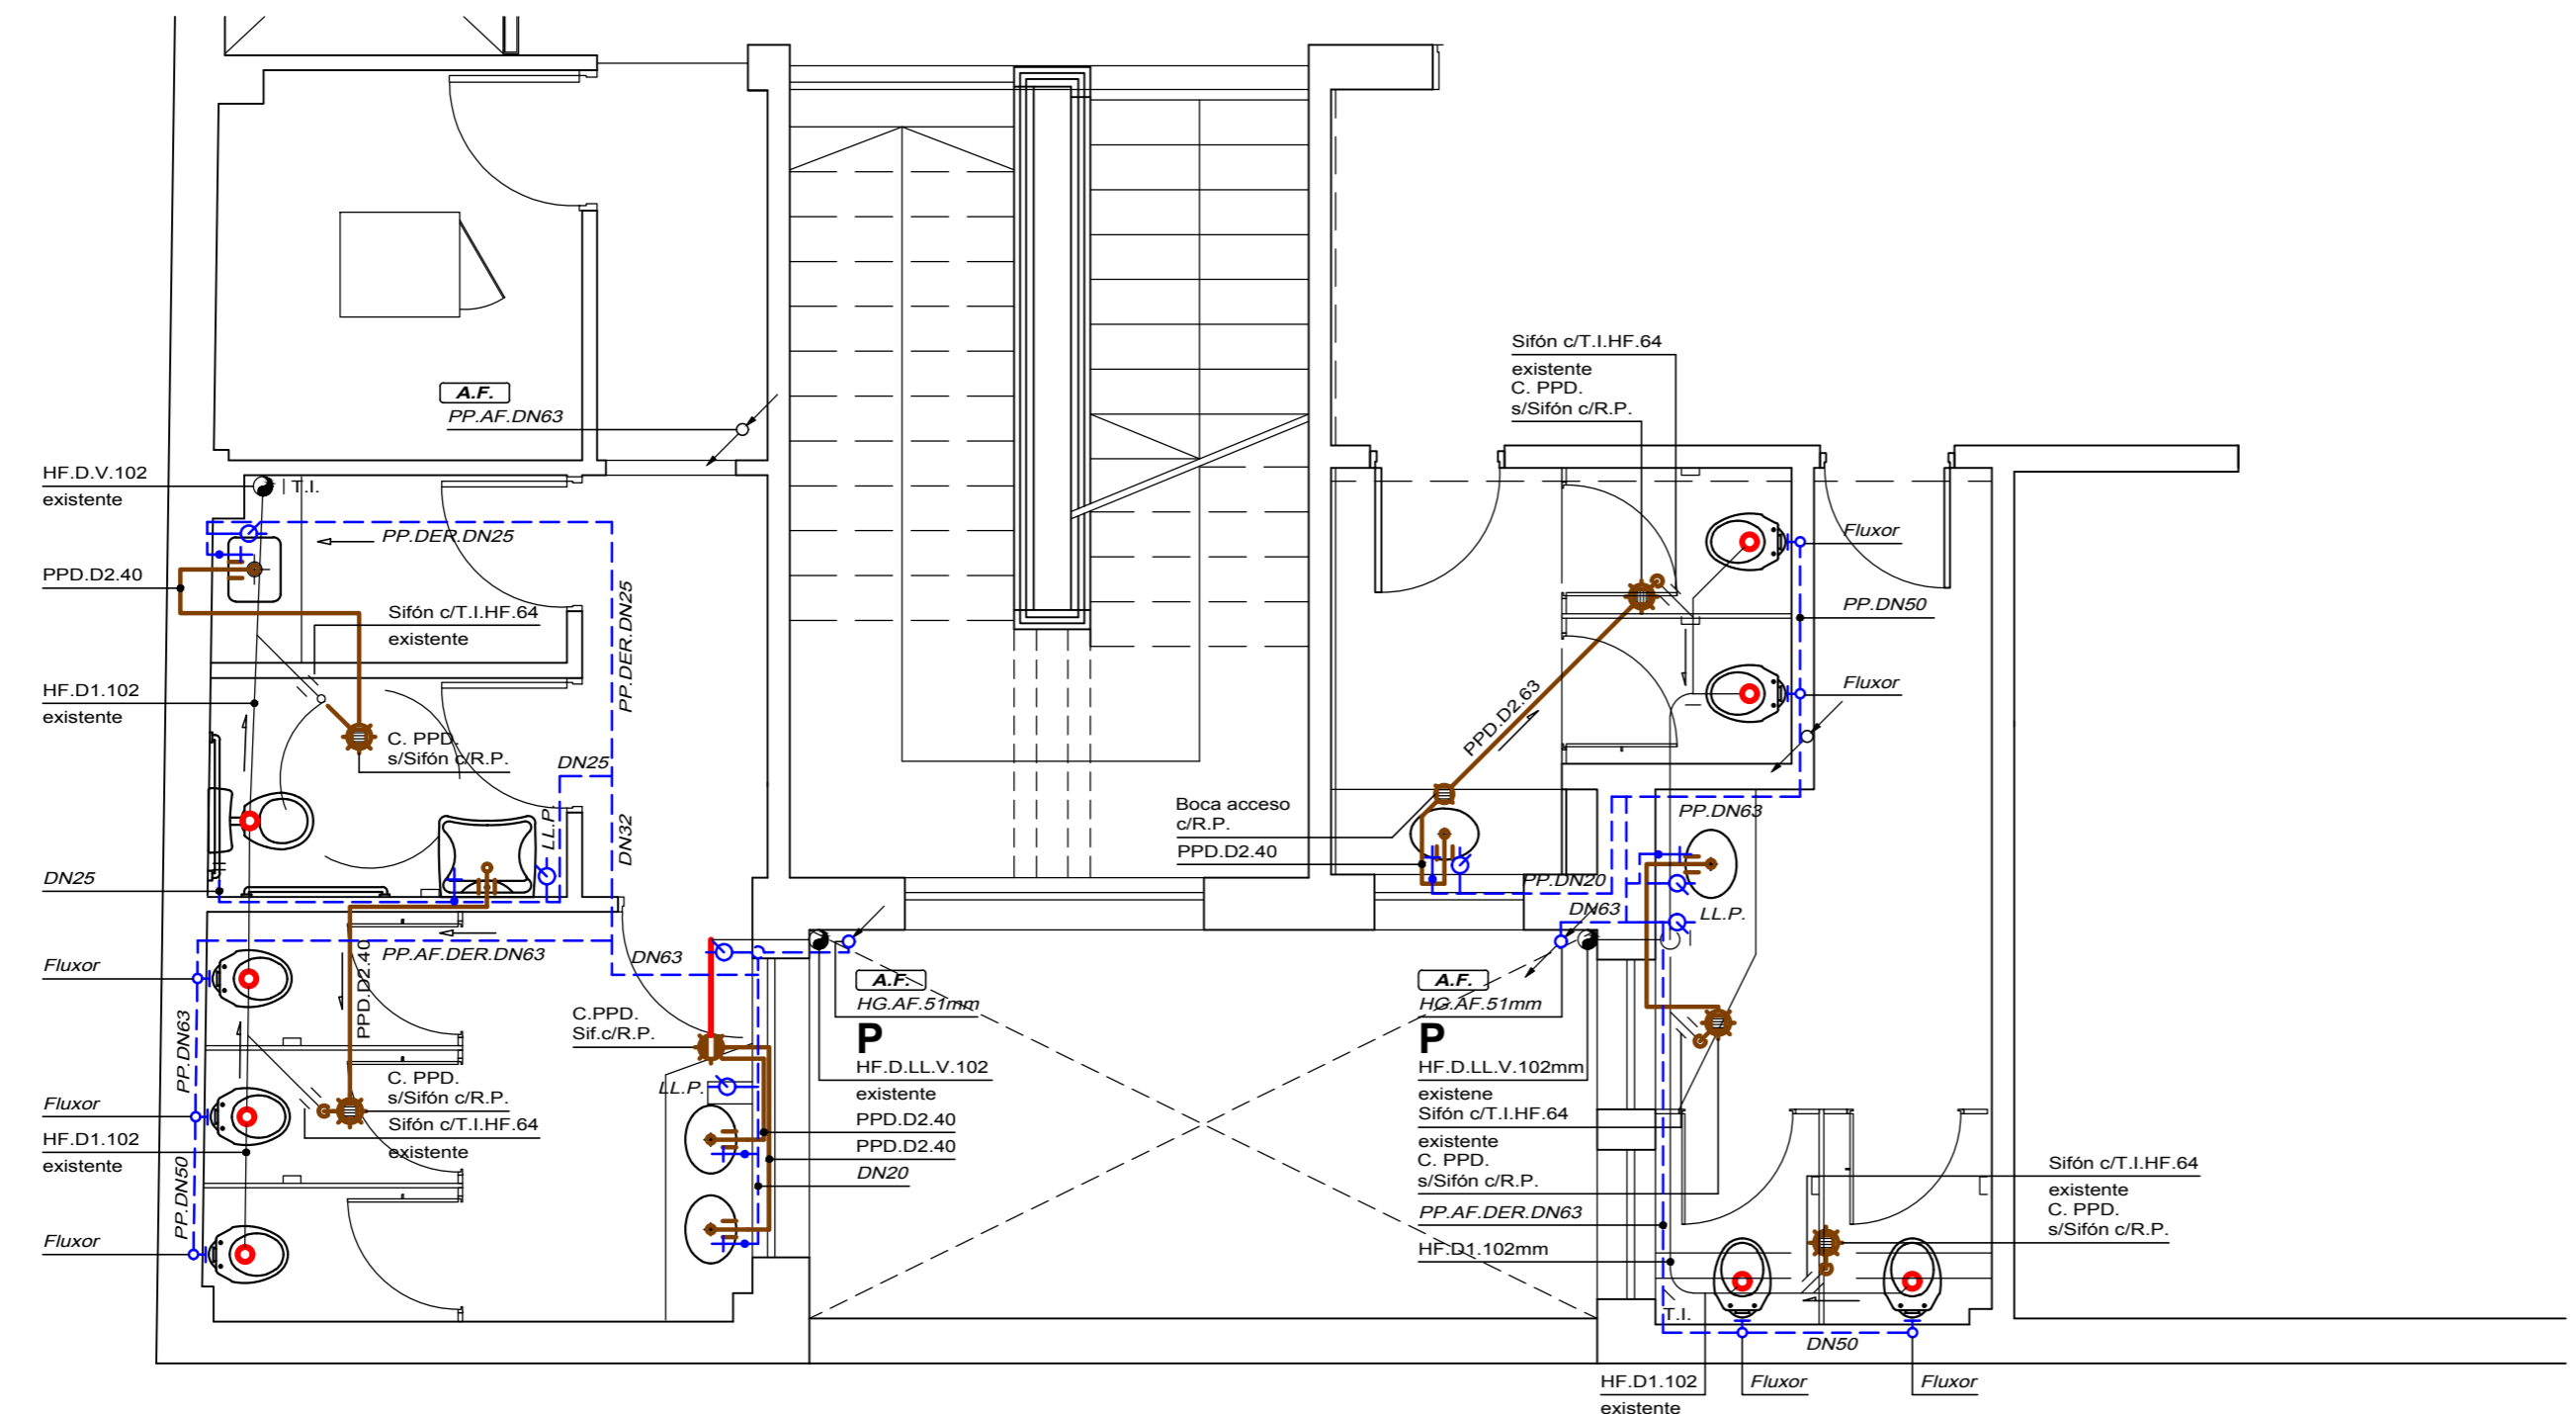 A.F.
PP.AF.DN63
HF.D.V.102
existente
T.I.
PP.DER.DN25
PPD.D2.40
Sifón c/T.I.HF.64
existente
PP.DER.DN25
HF.D1.102
existente
C. PPD.
s/Sifón c/R.P.
DN25
LL.P.
DN32
DN25
PP.AF.DER.DN63
PPD.D2.40
Fluxor
DN63
PP.DN63
C.PPD.
Sif.c/R.P.
C. PPD.
s/Sifón c/R.P.
Sifón c/T.I.HF.64
existente
LL.P.
Fluxor
HF.D1.102
existente
PP.DN50
Fluxor
A.F.
HG.AF.51mm
P
HF.D.LL.V.102
existente
PPD.D2.40
PPD.D2.40
DN20
Sifón c/T.I.HF.64
existente
C. PPD.
s/Sifón c/R.P.
Fluxor
PP.DN50
Fluxor
PPD.D2.63
Boca acceso
c/R.P.
PPD.D2.40
PP.DN63
PP.DN20
DN63
LL.P.
A.F.
HG.AF.51mm
P
HF.D.LL.V.102mm
existene
Sifón c/T.I.HF.64
existente
C. PPD.
s/Sifón c/R.P.
PP.AF.DER.DN63
HF.D1.102mm
Sifón c/T.I.HF.64
existente
C. PPD.
s/Sifón c/R.P.
T.I.
DN50
HF.D1.102
existente
Fluxor
Fluxor